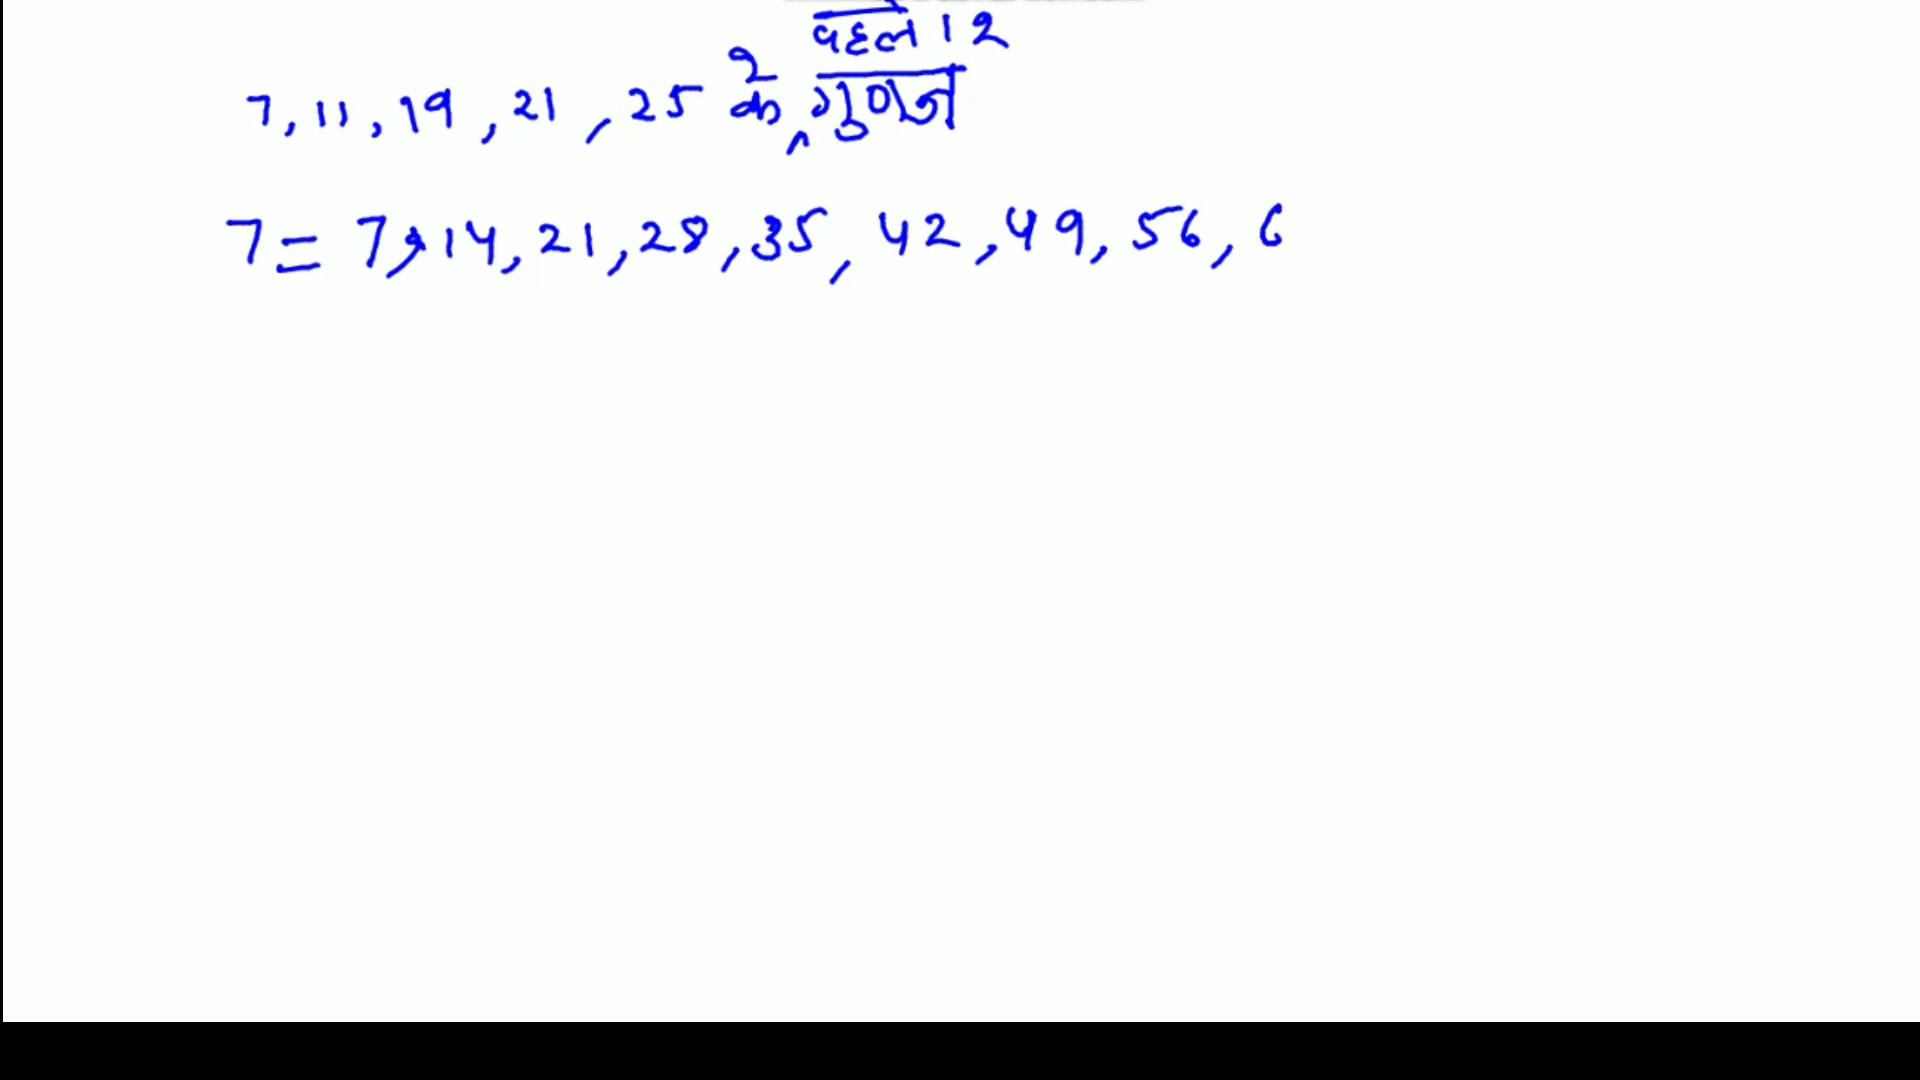 पहले 12
7, 11, 19, 21, 25 के गुणज
7 = 7, 14, 21, 28, 35, 42, 49, 56, 6